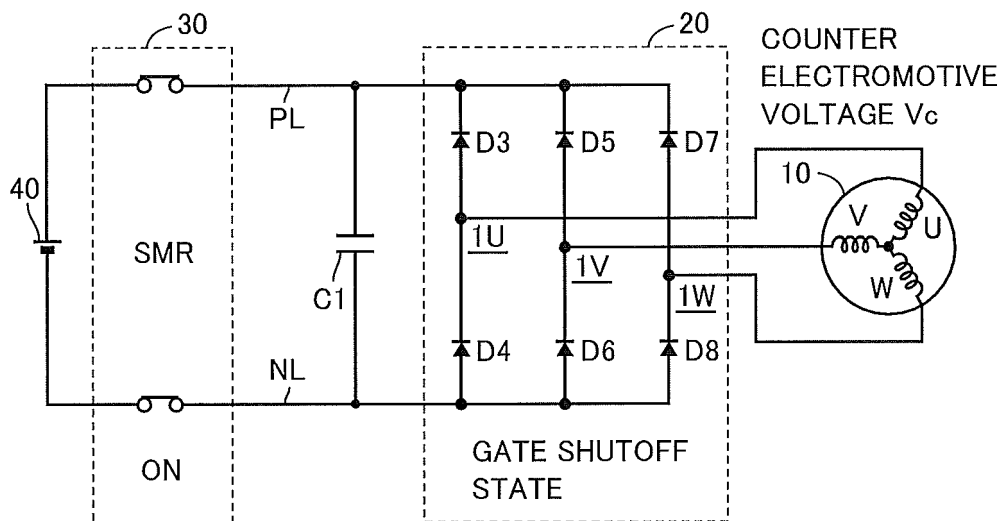 30
20
COUNTER
ELECTROMOTIVE
VOLTAGE Vc
PL
D3
D5
D7
10
40
V
U
1U
SMR
1V
W
C1
1W
D4
D6
D8
NL
GATE SHUTOFF
STATE
ON